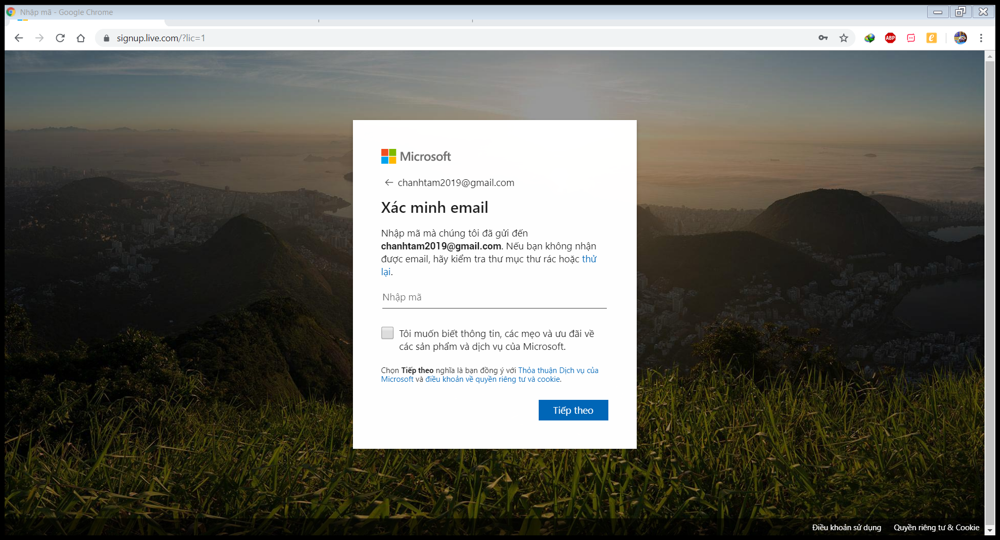 Nhập mã - Google Chrome
signup.live.com/?lic=1
ABP
e
Microsoft
chanhtam2019@gmail.com
Xác minh email
Nhập mã mà chúng tôi đã gửi đến
chanhtam2019@gmail.com. Nếu bạn không nhận
được email, hãy kiểm tra thư mục thư rác hoặc thử
lại.
Nhập mã
Tôi muốn biết thông tin, các mẹo và ưu đãi về
các sản phẩm và dịch vụ của Microsoft.
Chọn Tiếp theo nghĩa là bạn đồng ý với Thỏa thuận Dịch vụ của
Microsoft và điều khoản về quyền riêng tư và cookie.
Tiếp theo
Điều khoản sử dụng Quyền riêng tư & Cookie